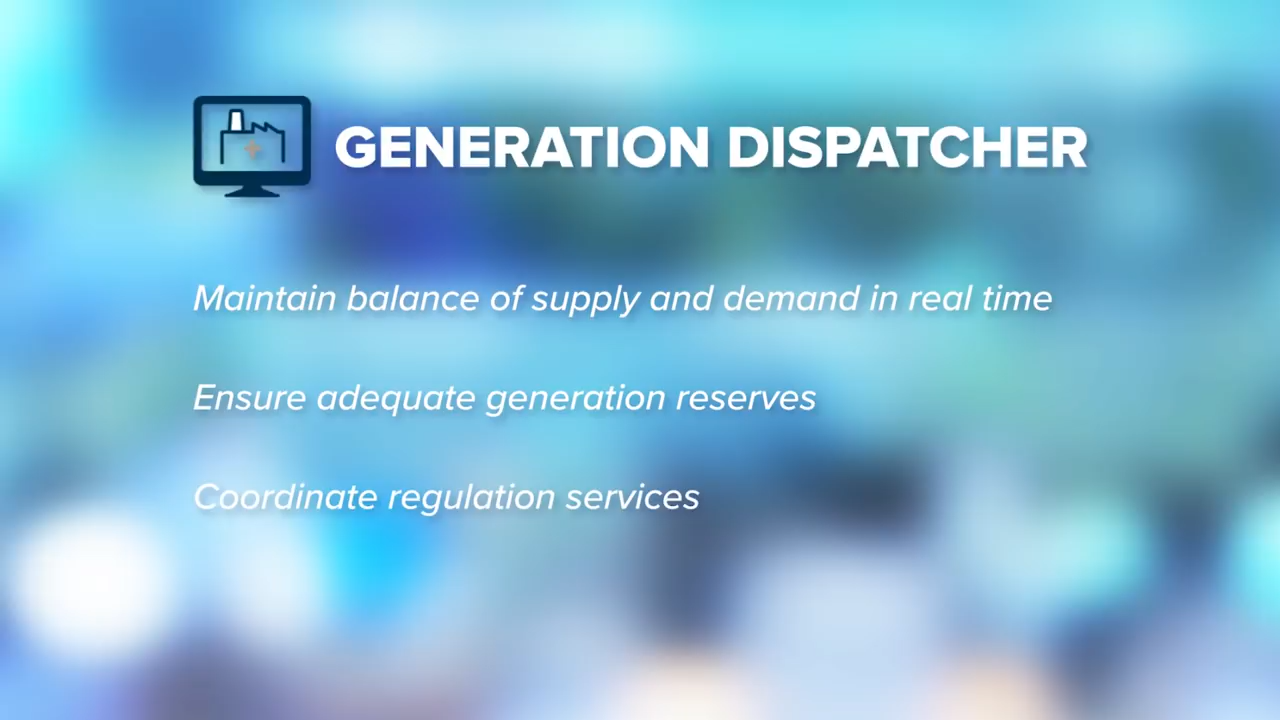 GENERATION DISPATCHER
Maintain balance of supply and demand in real time
Ensure adequate generation reserves
Coordinate regulation services